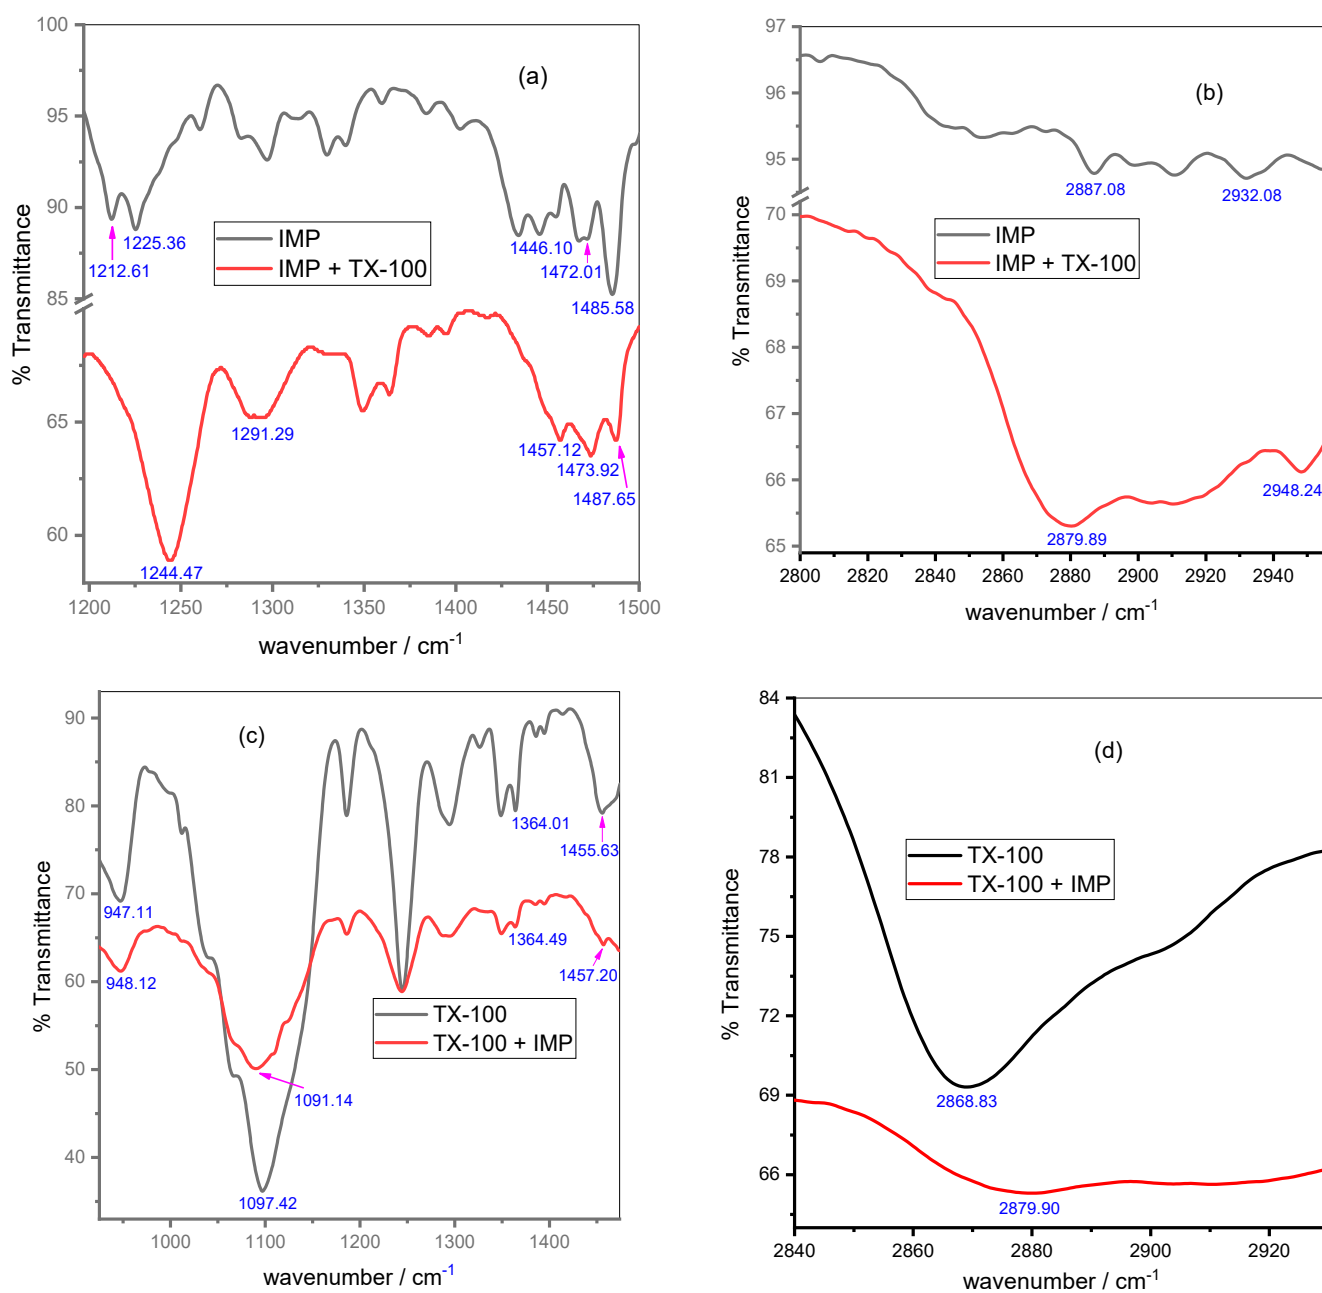 (a)
% Transmittance
100
95
90
85
65
60
1225.36
1212.61
IMP
IMP + TX-100
1446.10
1472.01
1485.58
1291.29
1457.12
1473.92
1487.65
1244.47
1200 1250 1300 1350 1400 1450 1500
wavenumber / cm-1
(b)
% Transmittance
97
96
95
70
69
68
67
66
65
2887.08
2932.08
IMP
IMP + TX-100
2879.89
2948.24
2800 2820 2840 2860 2880 2900 2920 2940
wavenumber / cm-1
(c)
% Transmittance
90
80
70
60
50
40
1364.01
1455.63
947.11
1364.49
948.12
1457.20
TX-100
TX-100 + IMP
1091.14
1097.42
1000 1100 1200 1300 1400
wavenumber / cm-1
(d)
% Transmittance
84
81
78
75
72
69
66
TX-100
TX-100 + IMP
2868.83
2879.90
2840 2860 2880 2900 2920
wavenumber / cm-1